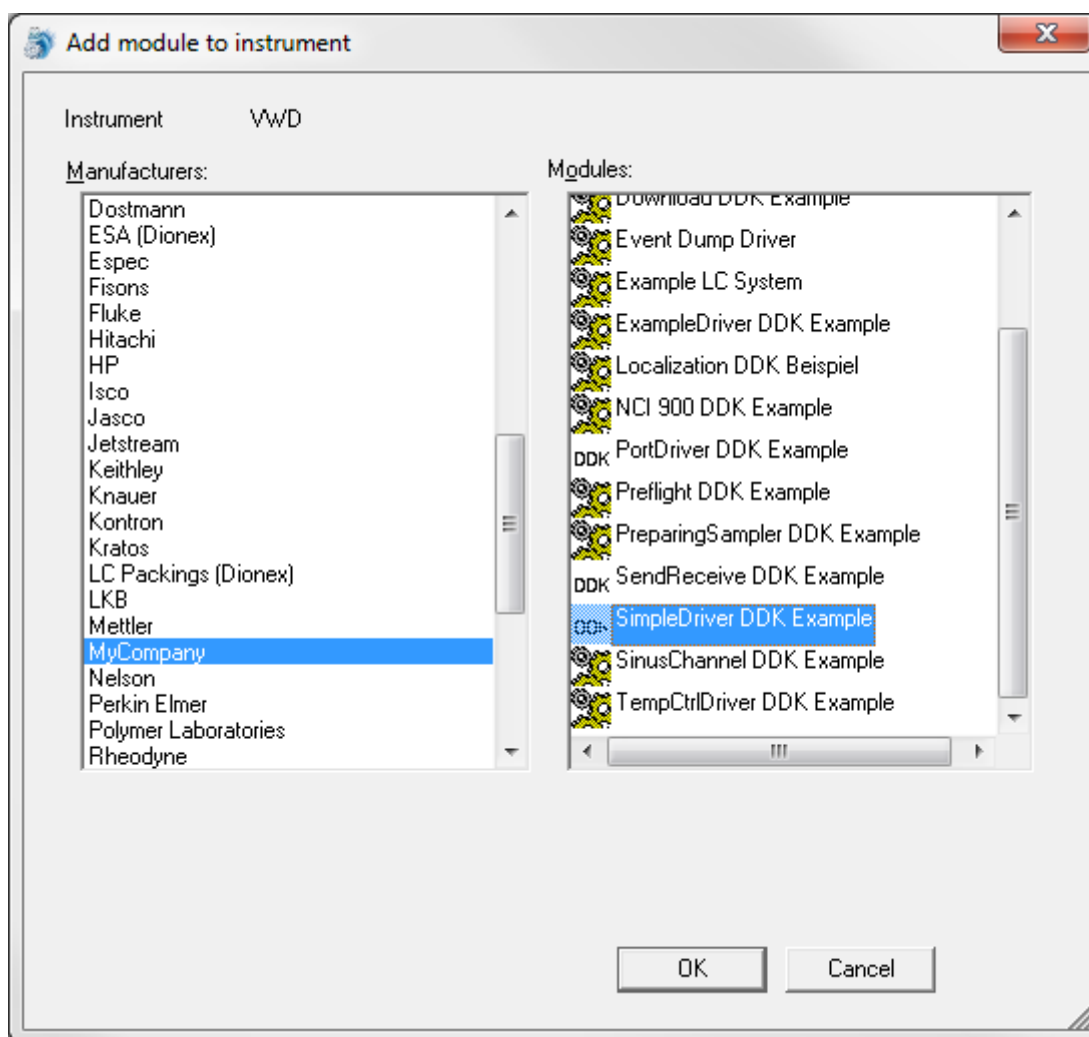 Add module to instrument
Instrument VWD
Manufacturers:
Dostmann
ESA (Dionex)
Espec
Fisons
Fluke
Hitachi
HP
Isco
Jasco
Jetstream
Keithley
Knauer
Kontron
Kratos
LC Packings (Dionex)
LKB
Mettler
MyCompany
Nelson
Perkin Elmer
Polymer Laboratories
Rheodyne
Modules:
Download DDK Example
Event Dump Driver
Example LC System
ExampleDriver DDK Example
Localization DDK Beispiel
NCI 900 DDK Example
DDK PortDriver DDK Example
Preflight DDK Example
PreparingSampler DDK Example
DDK SendReceive DDK Example
DDK SimpleDriver DDK Example
SinusChannel DDK Example
TempCtrlDriver DDK Example
OK Cancel